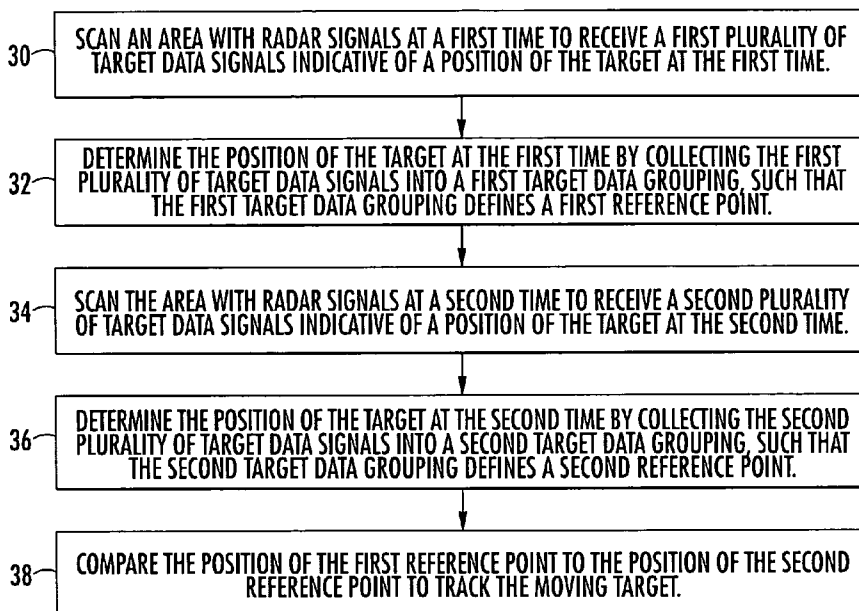 30
SCAN AN AREA WITH RADAR SIGNALS AT A FIRST TIME TO RECEIVE A FIRST PLURALITY OF
TARGET DATA SIGNALS INDICATIVE OF A POSITION OF THE TARGET AT THE FIRST TIME.
32
DETERMINE THE POSITION OF THE TARGET AT THE FIRST TIME BY COLLECTING THE FIRST
PLURALITY OF TARGET DATA SIGNALS INTO A FIRST TARGET DATA GROUPING, SUCH THAT
THE FIRST TARGET DATA GROUPING DEFINES A FIRST REFERENCE POINT.
34
SCAN THE AREA WITH RADAR SIGNALS AT A SECOND TIME TO RECEIVE A SECOND PLURALITY
OF TARGET DATA SIGNALS INDICATIVE OF A POSITION OF THE TARGET AT THE SECOND TIME.
36
DETERMINE THE POSITION OF THE TARGET AT THE SECOND TIME BY COLLECTING THE SECOND
PLURALITY OF TARGET DATA SIGNALS INTO A SECOND TARGET DATA GROUPING, SUCH THAT
THE SECOND TARGET DATA GROUPING DEFINES A SECOND REFERENCE POINT.
38
COMPARE THE POSITION OF THE FIRST REFERENCE POINT TO THE POSITION OF THE SECOND
REFERENCE POINT TO TRACK THE MOVING TARGET.